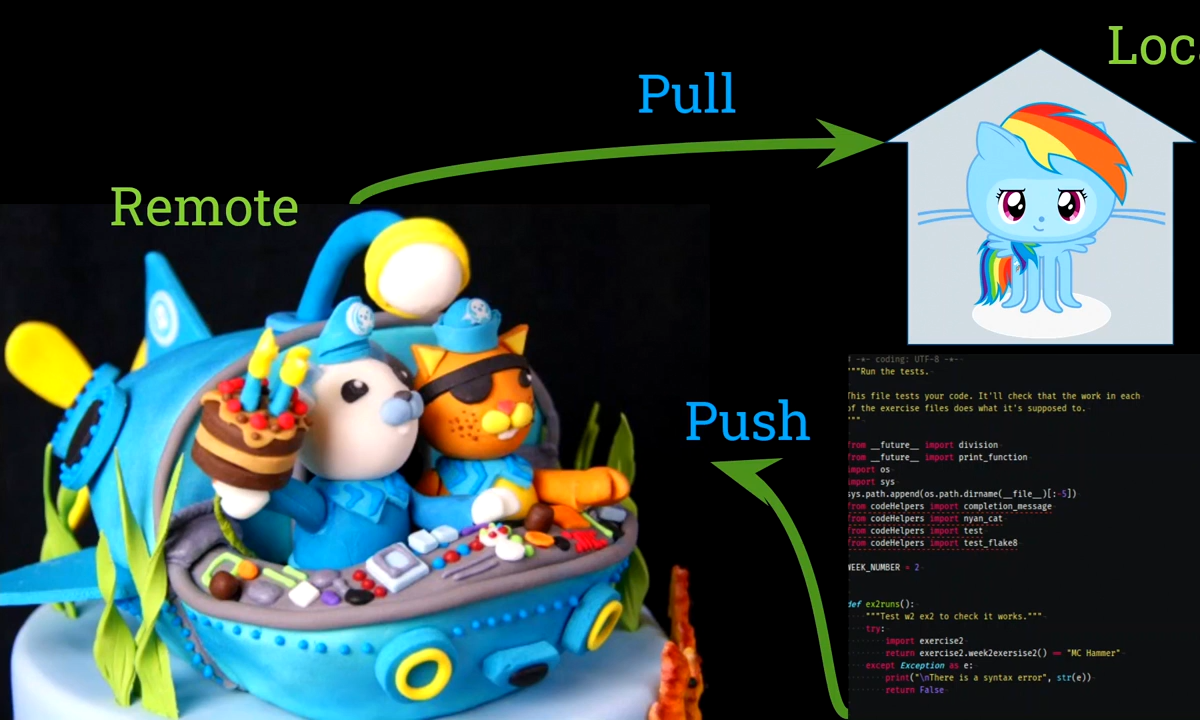 Loc
Pull
Remote
Push
# -*- coding: UTF-8 -*-
"""Run the tests.
This file tests your code. It'll check that the work in each
of the exercise files does what it's supposed to.
"""
from __future__ import division
from __future__ import print_function
import os
import sys
sys.path.append(os.path.dirname(__file__)[:-5])
from codeHelpers import completion_message
from codeHelpers import nyan_cat
from codeHelpers import test
from codeHelpers import test_flake8
WEEK_NUMBER = 2
def ex2runs():
"""Test w2 ex2 to check it works."""
try:
import exercise2
return exercise2.week2exersise2() == "MC Hammer"
except Exception as e:
print("\nThere is a syntax error", str(e))
return False